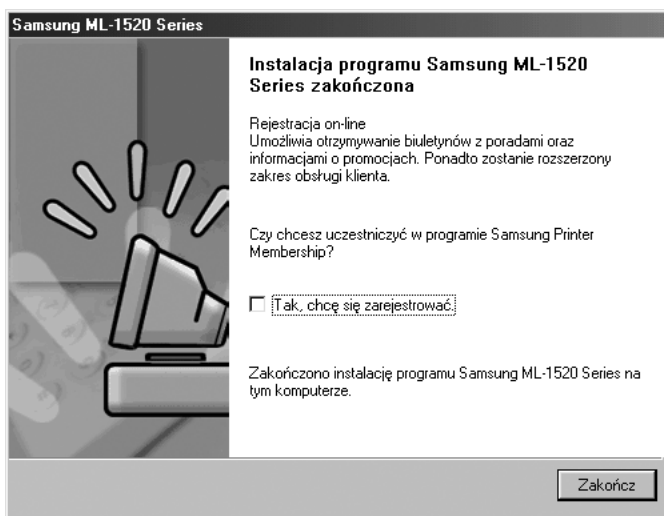 Samsung ML-1520 Series
Instalacja programu Samsung ML-1520
Series zakończona
Rejestracja on-line
Umożliwia otrzymywanie biuletynów z poradami oraz
informacjami o promocjach. Ponadto zostanie rozszerzony
zakres obsługi klienta.
Czy chcesz uczestniczyć w programie Samsung Printer
Membership?
Tak, chcę się zarejestrować.
Zakończono instalację programu Samsung ML-1520 Series na
tym komputerze.
Zakończ